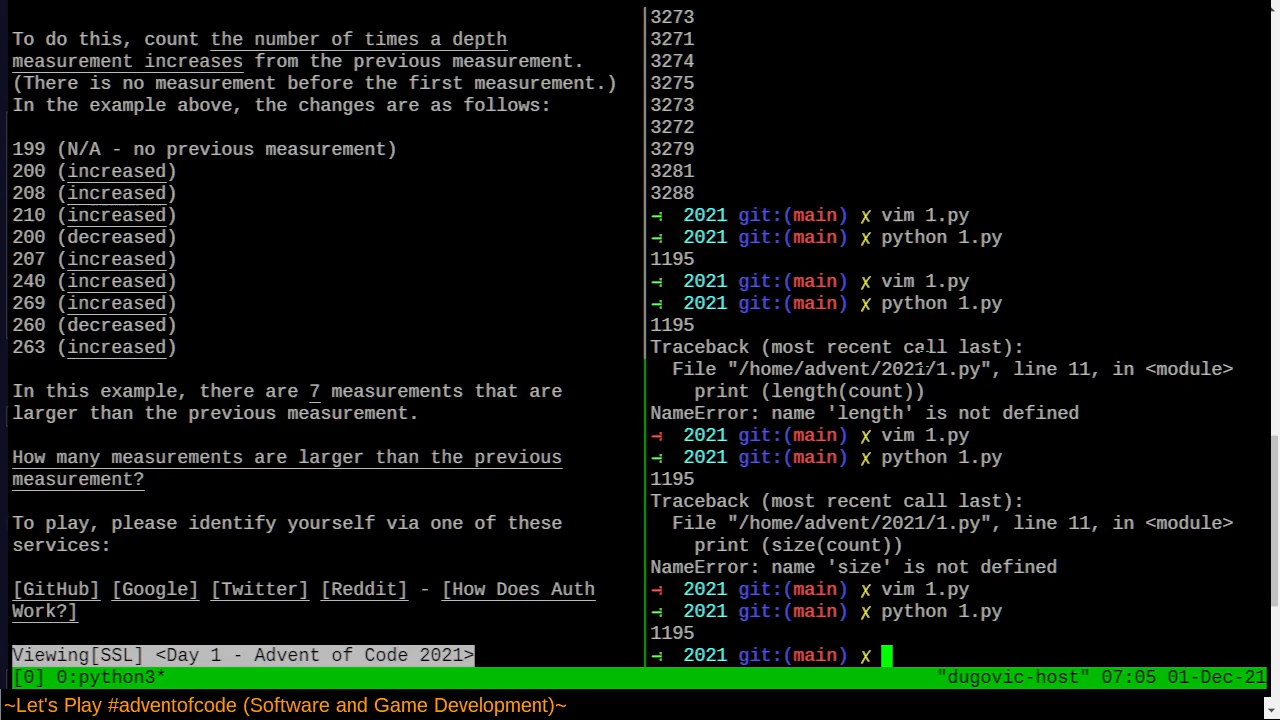 To do this, count the number of times a depth
measurement increases from the previous measurement.
(There is no measurement before the first measurement.)
In the example above, the changes are as follows:
199 (N/A - no previous measurement)
200 (increased)
208 (increased)
210 (increased)
200 (decreased)
207 (increased)
240 (increased)
269 (increased)
260 (decreased)
263 (increased)
In this example, there are 7 measurements that are
larger than the previous measurement.
How many measurements are larger than the previous
measurement?
To play, please identify yourself via one of these
services:
[GitHub] [Google] [Twitter] [Reddit] - [How Does Auth
Work?]
Viewing[SSL] <Day 1 - Advent of Code 2021>
3273
3271
3274
3275
3273
3272
3279
3281
3288
→ 2021 git:(main) ✗ vim 1.py
→ 2021 git:(main) ✗ python 1.py
1195
→ 2021 git:(main) ✗ vim 1.py
→ 2021 git:(main) ✗ python 1.py
1195
Traceback (most recent call last):
File "/home/advent/2021/1.py", line 11, in <module>
print (length(count))
NameError: name 'length' is not defined
→ 2021 git:(main) ✗ vim 1.py
→ 2021 git:(main) ✗ python 1.py
1195
Traceback (most recent call last):
File "/home/advent/2021/1.py", line 11, in <module>
print (size(count))
NameError: name 'size' is not defined
→ 2021 git:(main) ✗ vim 1.py
→ 2021 git:(main) ✗ python 1.py
1195
→ 2021 git:(main) ✗
[0] 0:python3* "dugovic-host" 07:05 01-Dec-21
~Let's Play #adventofcode (Software and Game Development)~